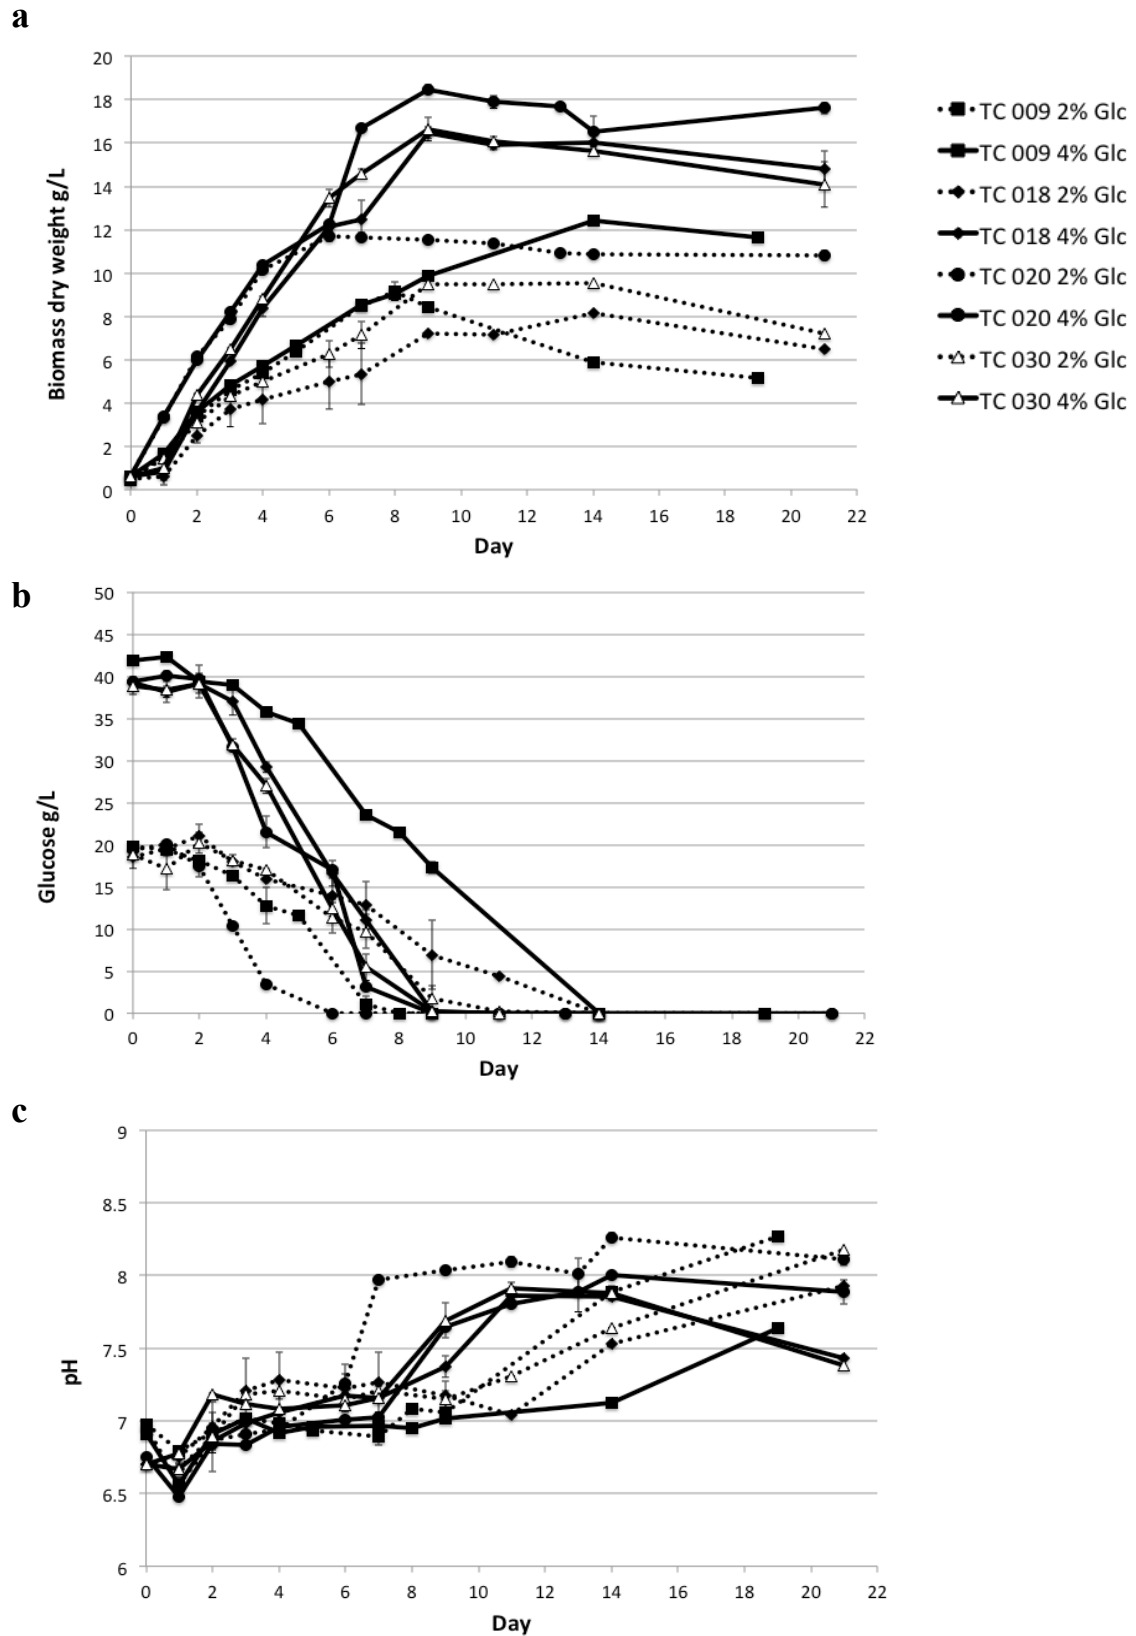 a
20
18
16
14
12
10
8
6
4
2
0
Biomass dry weight g/L
0 2 4 6 8 10 12 14 16 18 20 22
Day
TC 009 2% Glc
TC 009 4% Glc
TC 018 2% Glc
TC 018 4% Glc
TC 020 2% Glc
TC 020 4% Glc
TC 030 2% Glc
TC 030 4% Glc
b
50
45
40
35
30
25
20
15
10
5
0
Glucose g/L
0 2 4 6 8 10 12 14 16 18 20 22
Day
c
9
8.5
8
7.5
7
6.5
6
pH
0 2 4 6 8 10 12 14 16 18 20 22
Day